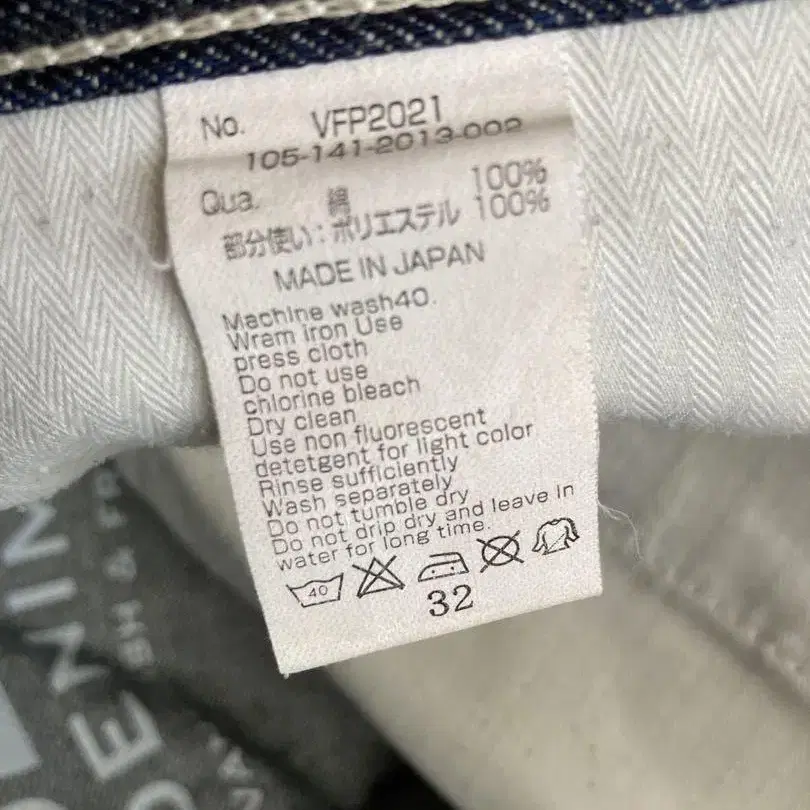 No. VFP2021
105-141-2013-002
Qua. 綿 100%
部分使い:ポリエステル 100%
MADE IN JAPAN
Machine wash40.
Wram iron Use
press cloth
Do not use
chlorine bleach
Dry clean
Use non fluorescent
detetgent for light color
Rinse sufficiently
Wash separately
Do not tumble dry
Do not drip dry and leave in
water for long time.
40
32
DENIM